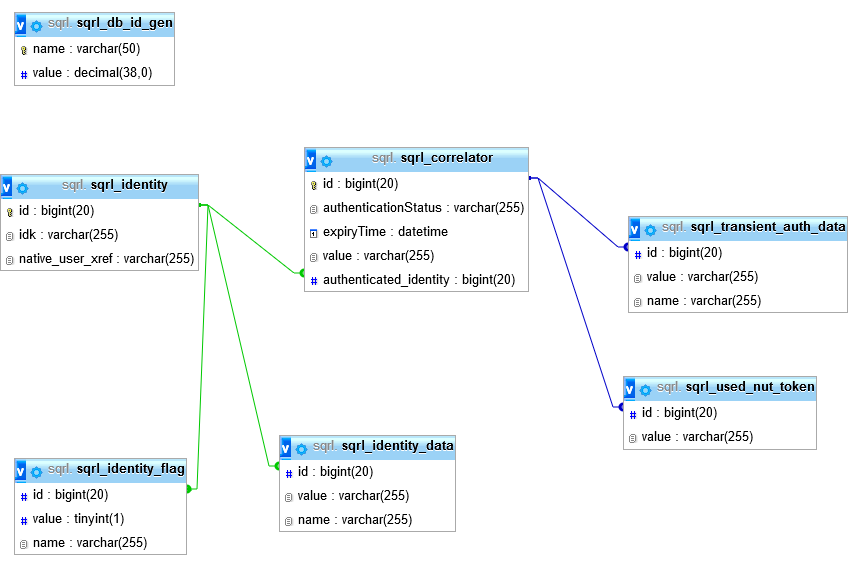 v sqrl. sqrl_db_id_gen
name : varchar(50)
# value : decimal(38,0)
v sqrl. sqrl_identity
id : bigint(20)
idk : varchar(255)
native_user_xref : varchar(255)
v sqrl. sqrl_correlator
id : bigint(20)
authenticationStatus : varchar(255)
expiryTime : datetime
value : varchar(255)
# authenticated_identity : bigint(20)
v sqrl. sqrl_transient_auth_data
# id : bigint(20)
value : varchar(255)
name : varchar(255)
v sqrl. sqrl_used_nut_token
# id : bigint(20)
value : varchar(255)
v sqrl. sqrl_identity_data
# id : bigint(20)
value : varchar(255)
name : varchar(255)
v sqrl. sqrl_identity_flag
# id : bigint(20)
# value : tinyint(1)
name : varchar(255)